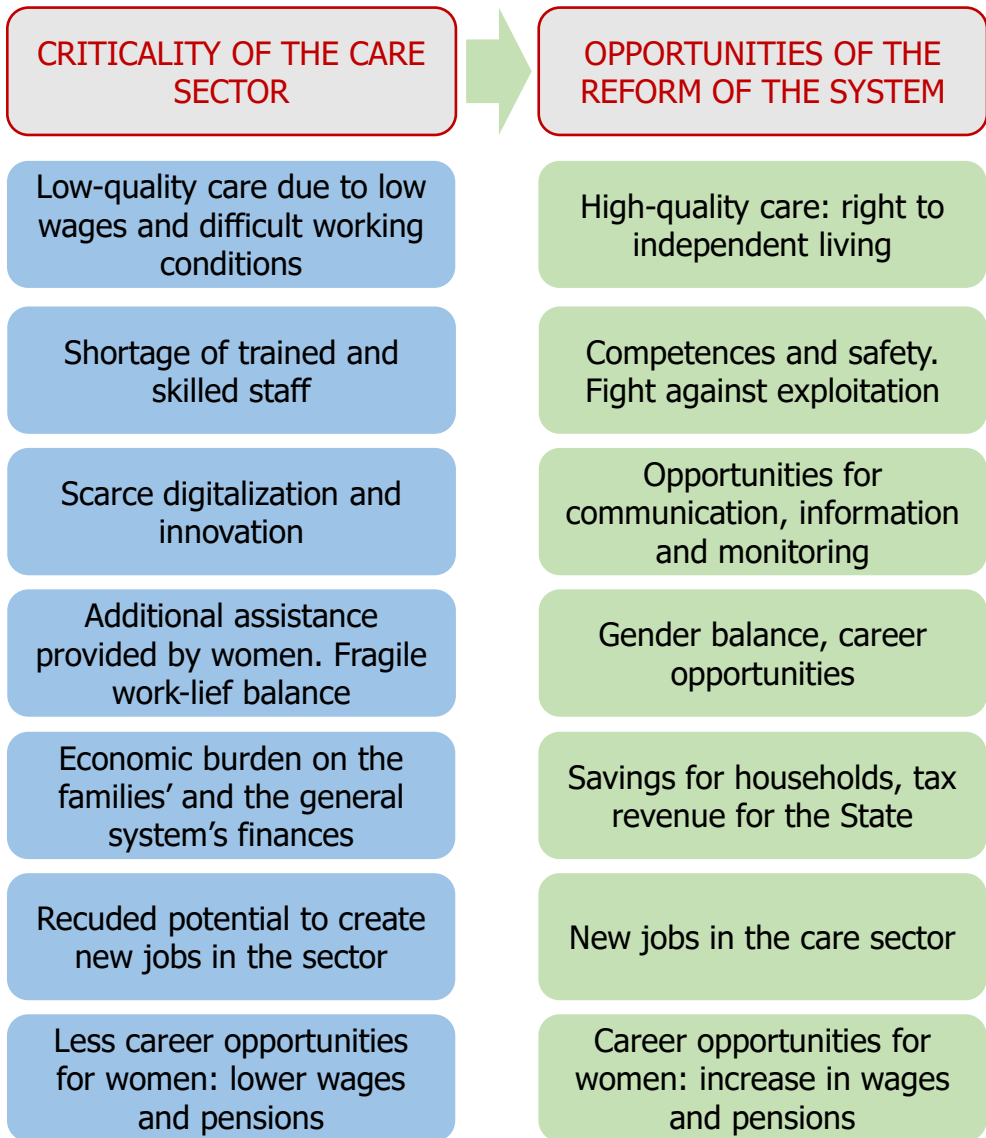 CRITICALITY OF THE CARE
SECTOR
OPPORTUNITIES OF THE
REFORM OF THE SYSTEM
Low-quality care due to low
wages and difficult working
conditions
High-quality care: right to
independent living
Shortage of trained and
skilled staff
Competences and safety.
Fight against exploitation
Scarce digitalization and
innovation
Opportunities for
communication, information
and monitoring
Additional assistance
provided by women. Fragile
work-lief balance
Gender balance, career
opportunities
Economic burden on the
families’ and the general
system’s finances
Savings for households, tax
revenue for the State
Recuded potential to create
new jobs in the sector
New jobs in the care sector
Less career opportunities
for women: lower wages
and pensions
Career opportunities for
women: increase in wages
and pensions